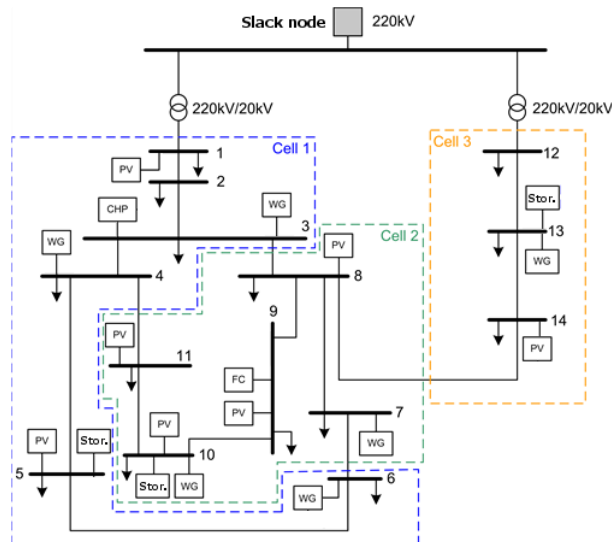 Slack node 220kV
220kV/20kV 220kV/20kV
Cell 1 Cell 3
1 12
PV
2
CHP WG Stor.
3 13
Cell 2
WG PV WG
4 8
9 14
PV PV
11
FC
PV
7
PV PV WG
Stor.
10
5 Stor. WG 6
WG